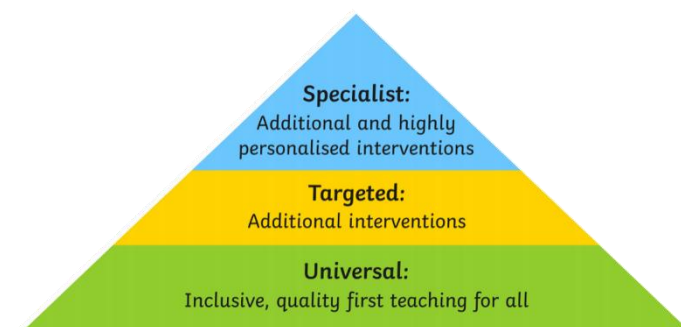 Specialist:
Additional and highly
personalised interventions
Targeted:
Additional interventions
Universal:
Inclusive, quality first teaching for all